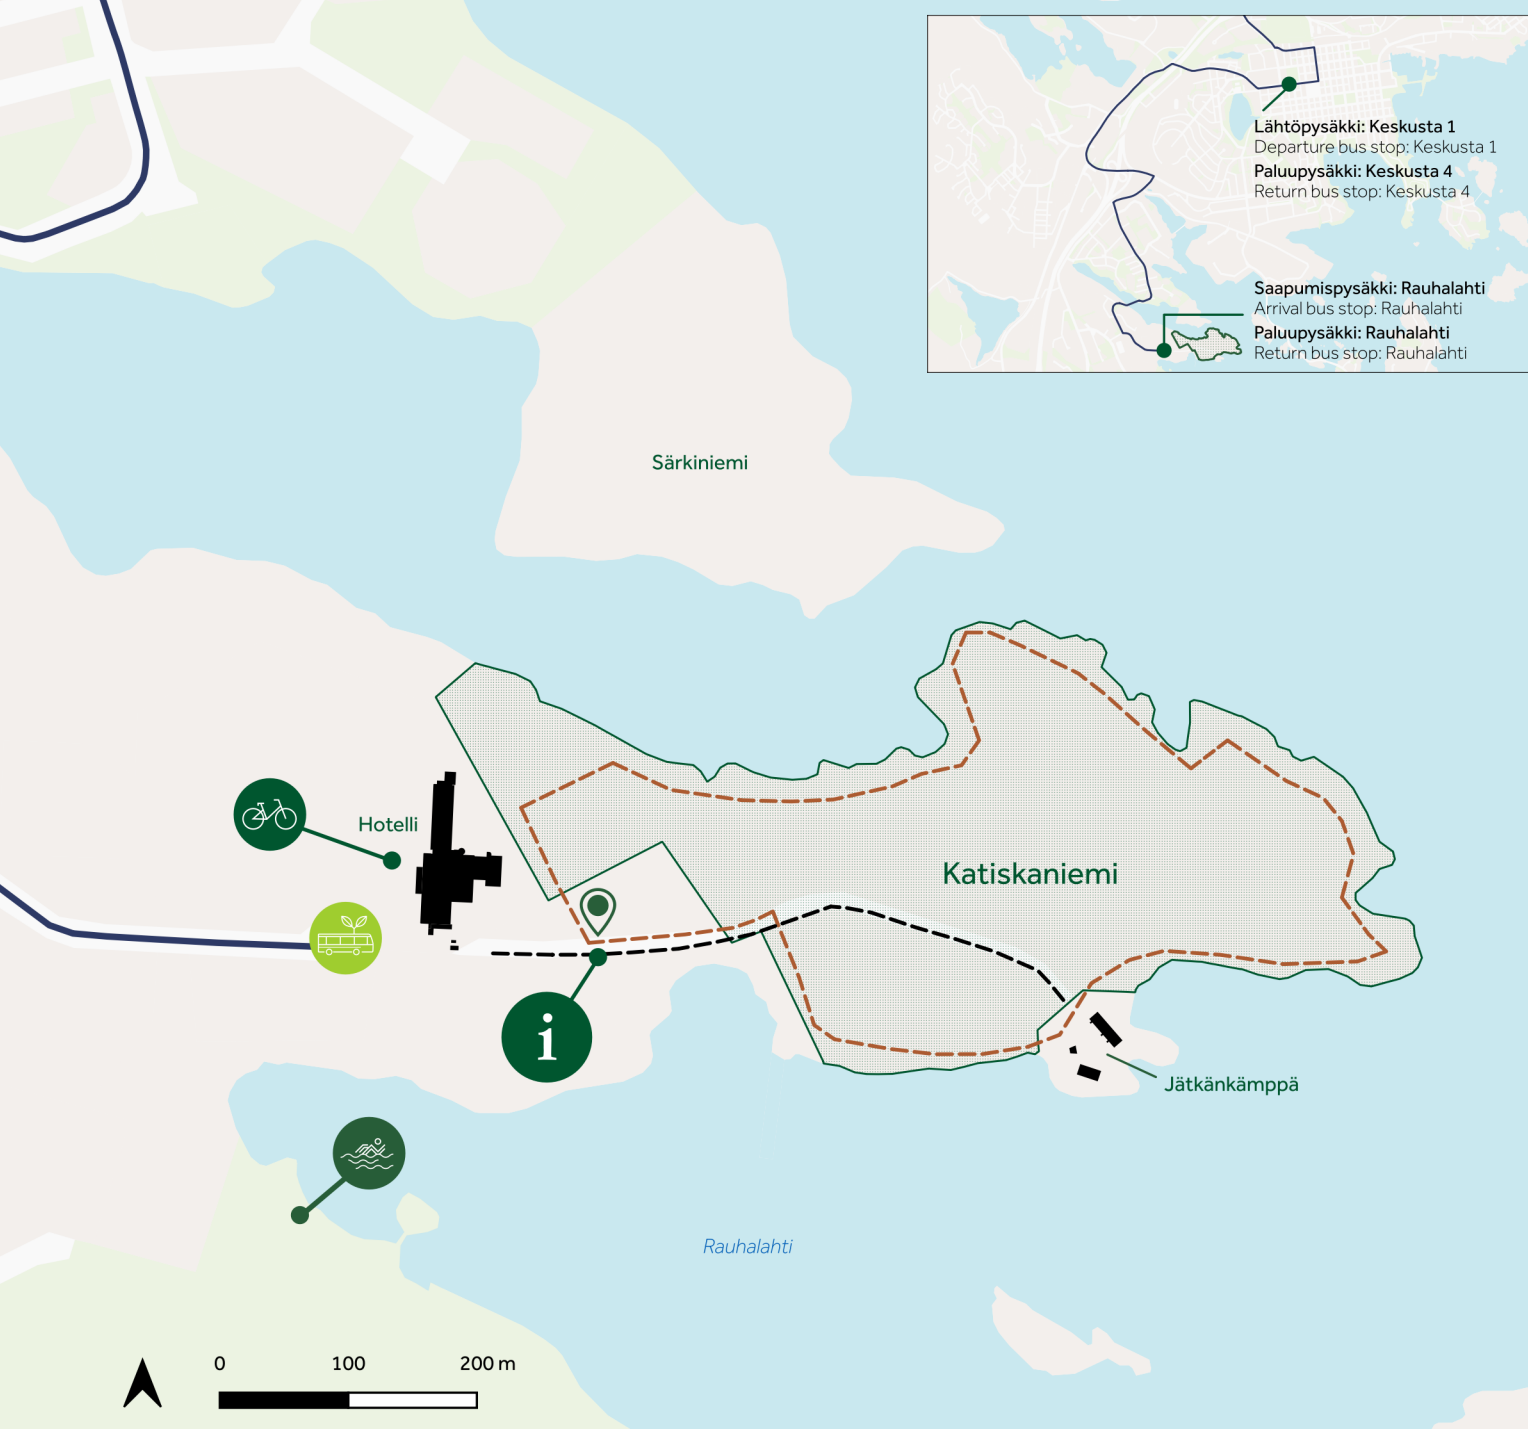 Lähtöpysäkki: Keskusta 1
Departure bus stop: Keskusta 1
Paluupysäkki: Keskusta 4
Return bus stop: Keskusta 4
Saapumispysäkki: Rauhalahti
Arrival bus stop: Rauhalahti
Paluupysäkki: Rauhalahti
Return bus stop: Rauhalahti
Särkiniemi
Hotelli
Katiskaniemi
i
Jätkänkämppä
Rauhalahti
0 100 200 m